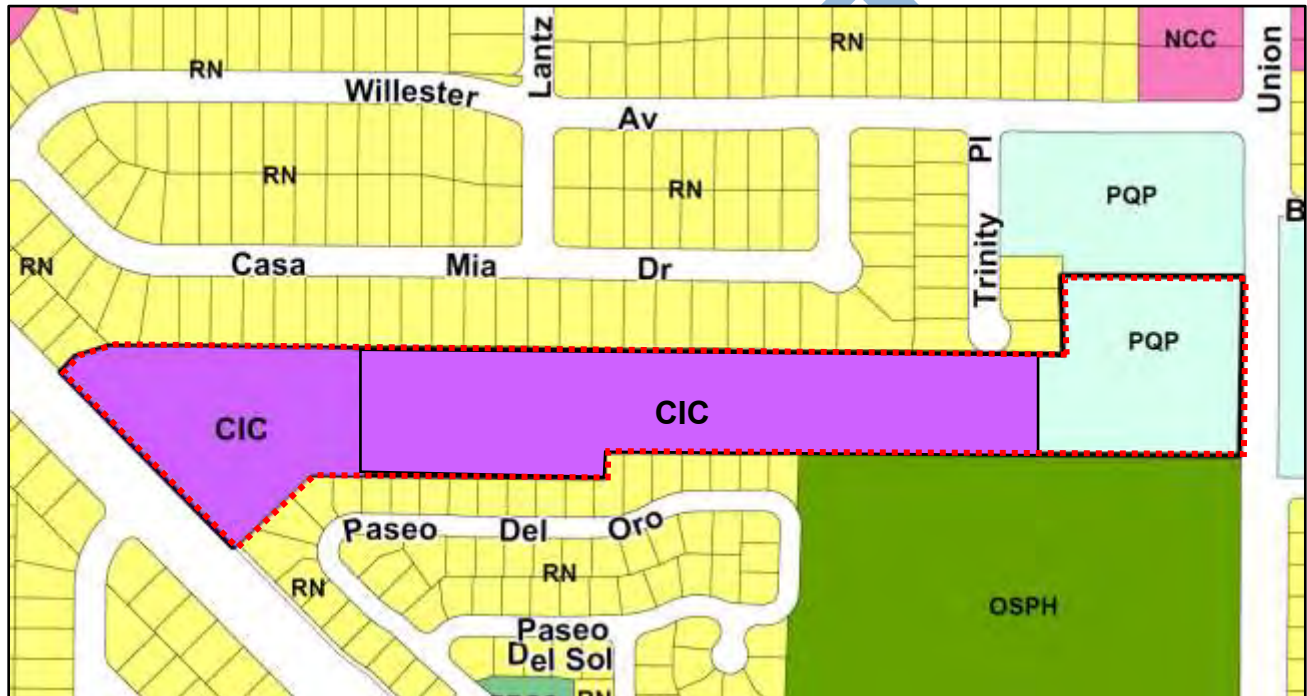 RN
Willester
Lantz
RN
NCC
Union
Av
RN
RN
Pl
PQP
B
RN
Casa Mia Dr
Trinity
PQP
CIC
CIC
Paseo Del Oro
RN
RN
OSPH
Paseo
Del Sol
RN